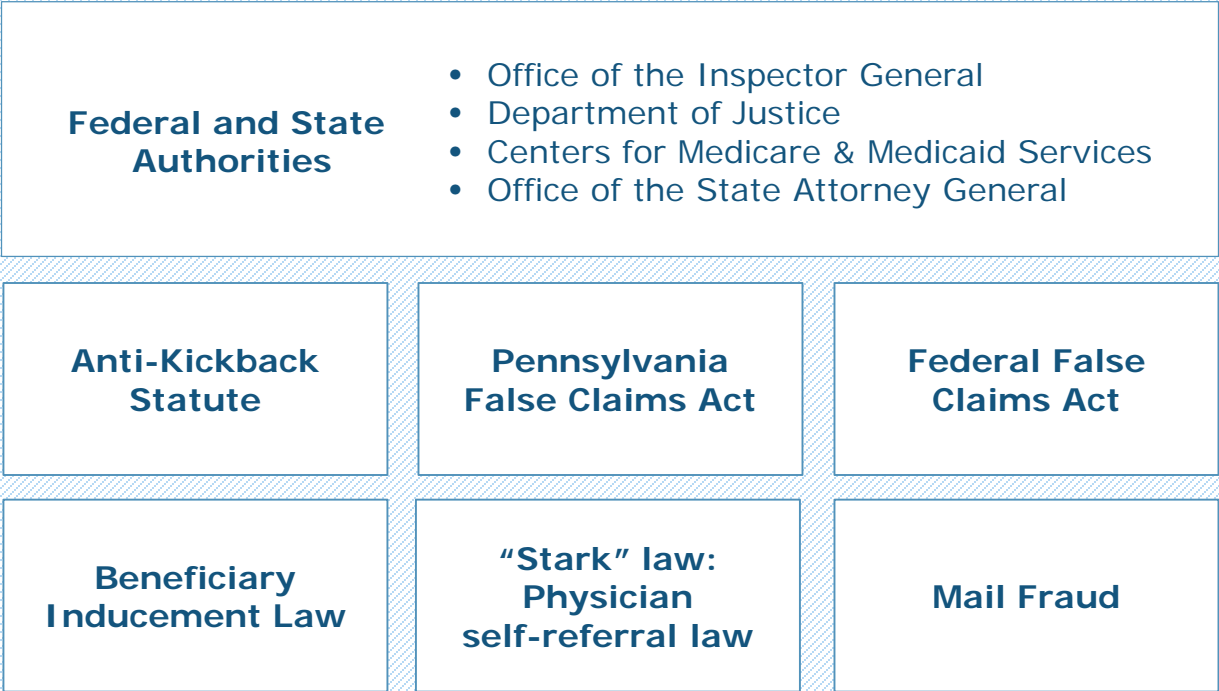 Federal and State
Authorities
• Office of the Inspector General
• Department of Justice
• Centers for Medicare & Medicaid Services
• Office of the State Attorney General
Anti-Kickback
Statute
Pennsylvania
False Claims Act
Federal False
Claims Act
Beneficiary
Inducement Law
“Stark” law:
Physician
self-referral law
Mail Fraud